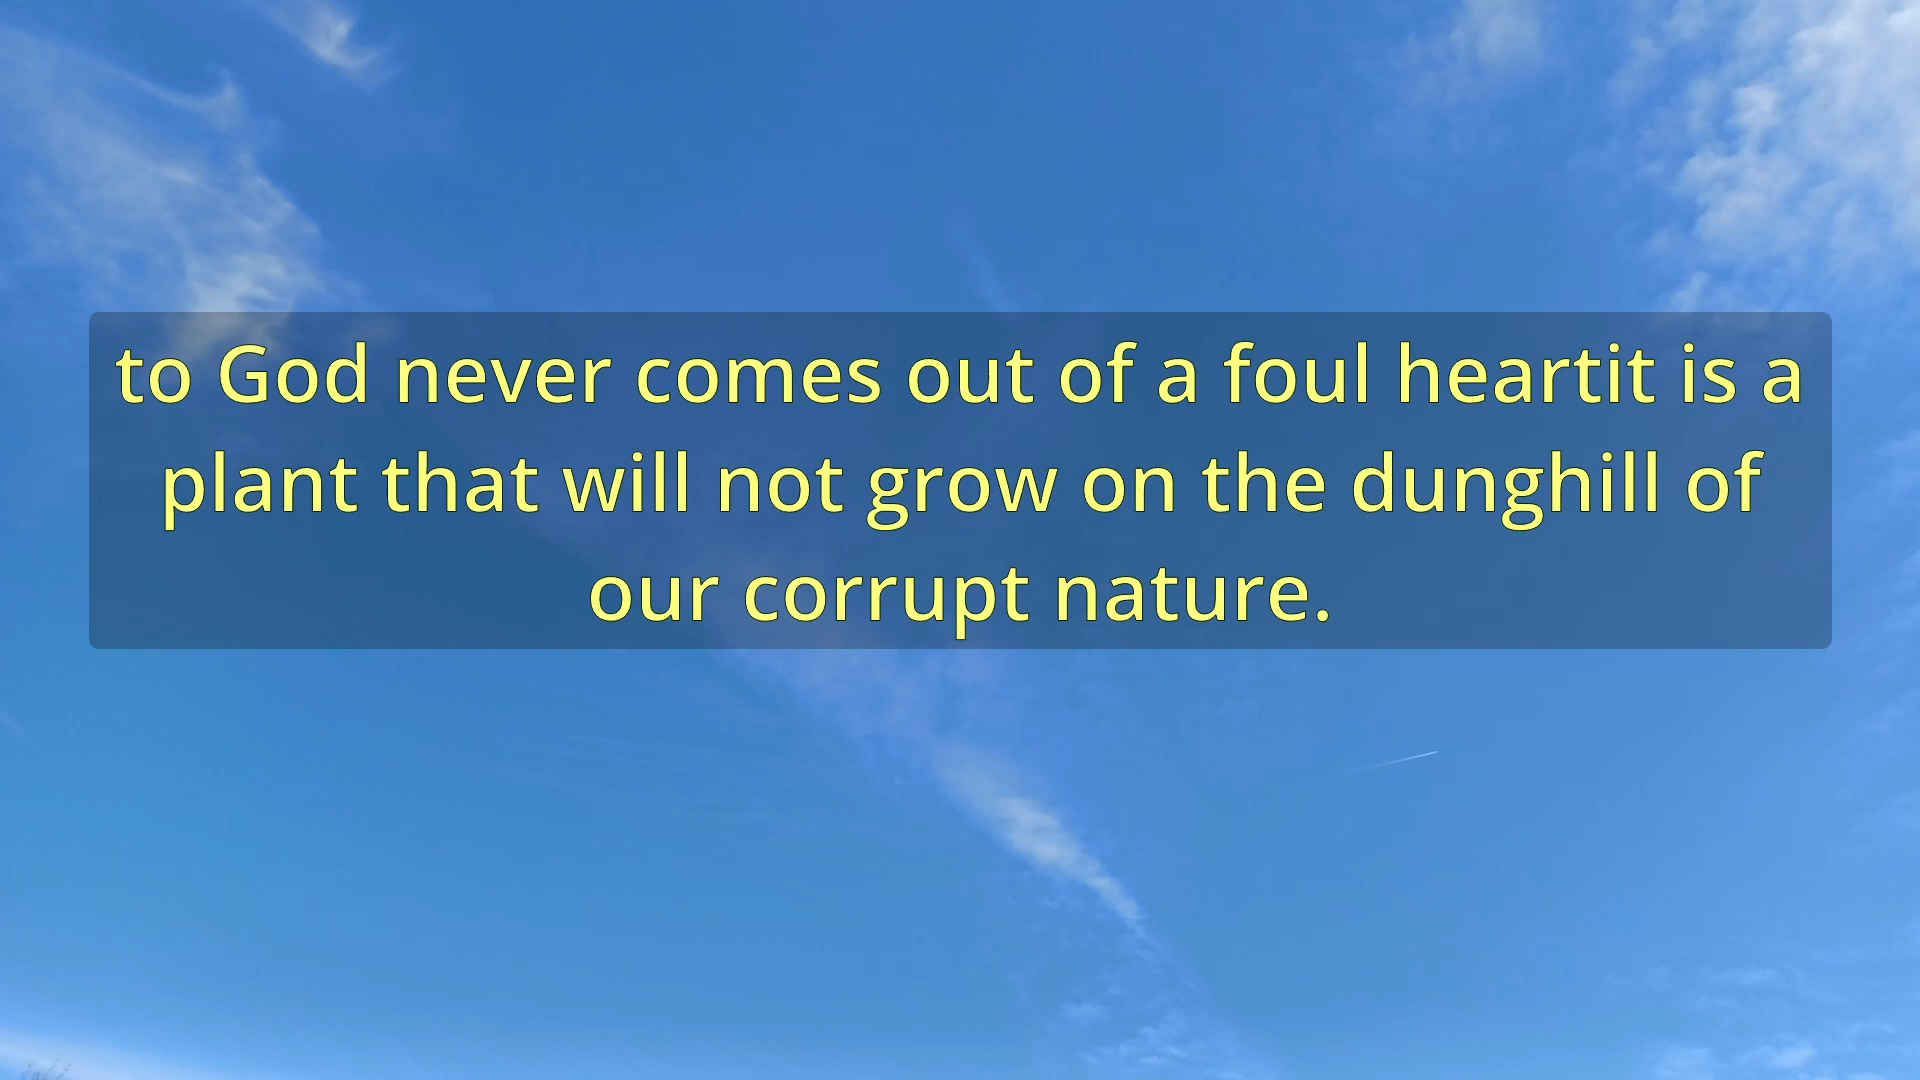 to God never comes out of a foul heartit is a
plant that will not grow on the dunghill of
our corrupt nature.